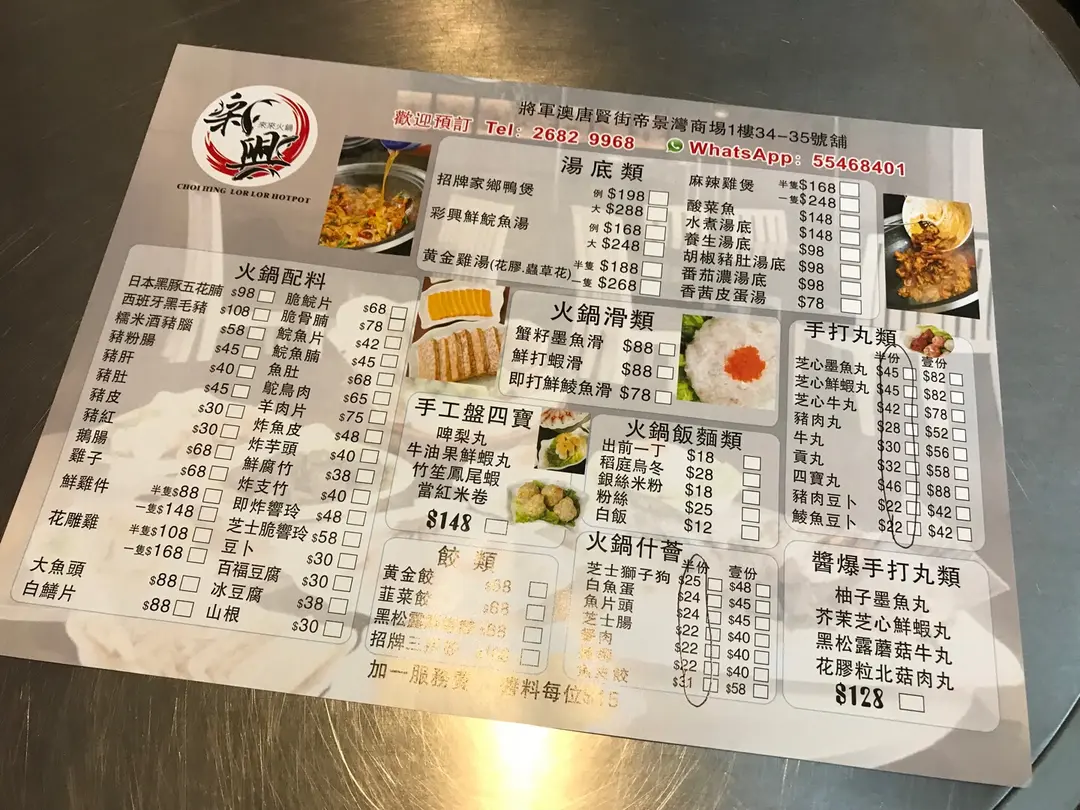 來來火鍋
CHOI HING LOR LOR HOTPOT
將軍澳唐賢街帝景灣商場1樓34-35號舖
歡迎預訂 Tel: 2682 9968 WhatsApp: 55468401
湯底類
招牌家鄉鴨煲 例 $198
大 $288
彩興鮮鯇魚湯 例 $168
大 $248
黃金雞湯(花膠.蟲草花) 半隻 $188
一隻 $268
麻辣雞煲 半隻 $168
一隻 $248
酸菜魚 $148
水煮湯底 $148
養生湯底 $98
胡椒豬肚湯底 $98
番茄濃湯底 $98
香茜皮蛋湯 $78
火鍋配料
日本黑豚五花腩 $98
西班牙黑毛豬 $108
糯米酒豬腦 $58
豬粉腸 $45
豬肝 $40
豬肚 $45
豬皮 $30
豬紅 $30
鵝腸 $68
雞子 $68
鮮雞件 半隻 $88
一隻 $148
花雕雞 半隻 $108
一隻 $168
大魚頭 $88
白鱔片 $88
脆鯇片 $68
脆骨腩 $78
鯇魚片 $42
鯇魚腩 $45
魚肚 $68
鴕鳥肉 $65
羊肉片 $75
炸魚皮 $48
炸芋頭 $40
鮮腐竹 $38
炸支竹 $40
即炸響玲 $48
芝士脆響玲 $58
豆卜 $30
百福豆腐 $30
冰豆腐 $38
山根 $30
火鍋滑類
蟹籽墨魚滑 $88
鮮打蝦滑 $88
即打鮮鯪魚滑 $78
手工盤四寶
啤梨丸
牛油果鮮蝦丸
竹笙鳳尾蝦
當紅米卷
$148
火鍋飯麵類
出前一丁 $18
稻庭烏冬 $28
銀絲米粉 $18
粉絲 $25
白飯 $12
手打丸類
半份 壹份
芝心墨魚丸 $45 $82
芝心鮮蝦丸 $45 $82
芝心牛丸 $42 $78
豬肉丸 $28 $52
牛丸 $30 $56
貢丸 $32 $58
四寶丸 $46 $88
豬肉豆卜 $22 $42
鯪魚豆卜 $22 $42
餃類
黃金餃 $68
韮菜餃 $68
黑松露
招牌三
火鍋什薈
半份 壹份
芝士獅子狗 $25 $48
白魚蛋 $24 $45
魚片頭 $24 $45
芝士腸 $22 $40
肉 $22 $40
$22 $40
餃 $31 $58
醬爆手打丸類
柚子墨魚丸
芥茉芝心鮮蝦丸
黑松露蘑菇牛丸
花膠粒北菇肉丸
$128
加一服務費 醬料每位$15